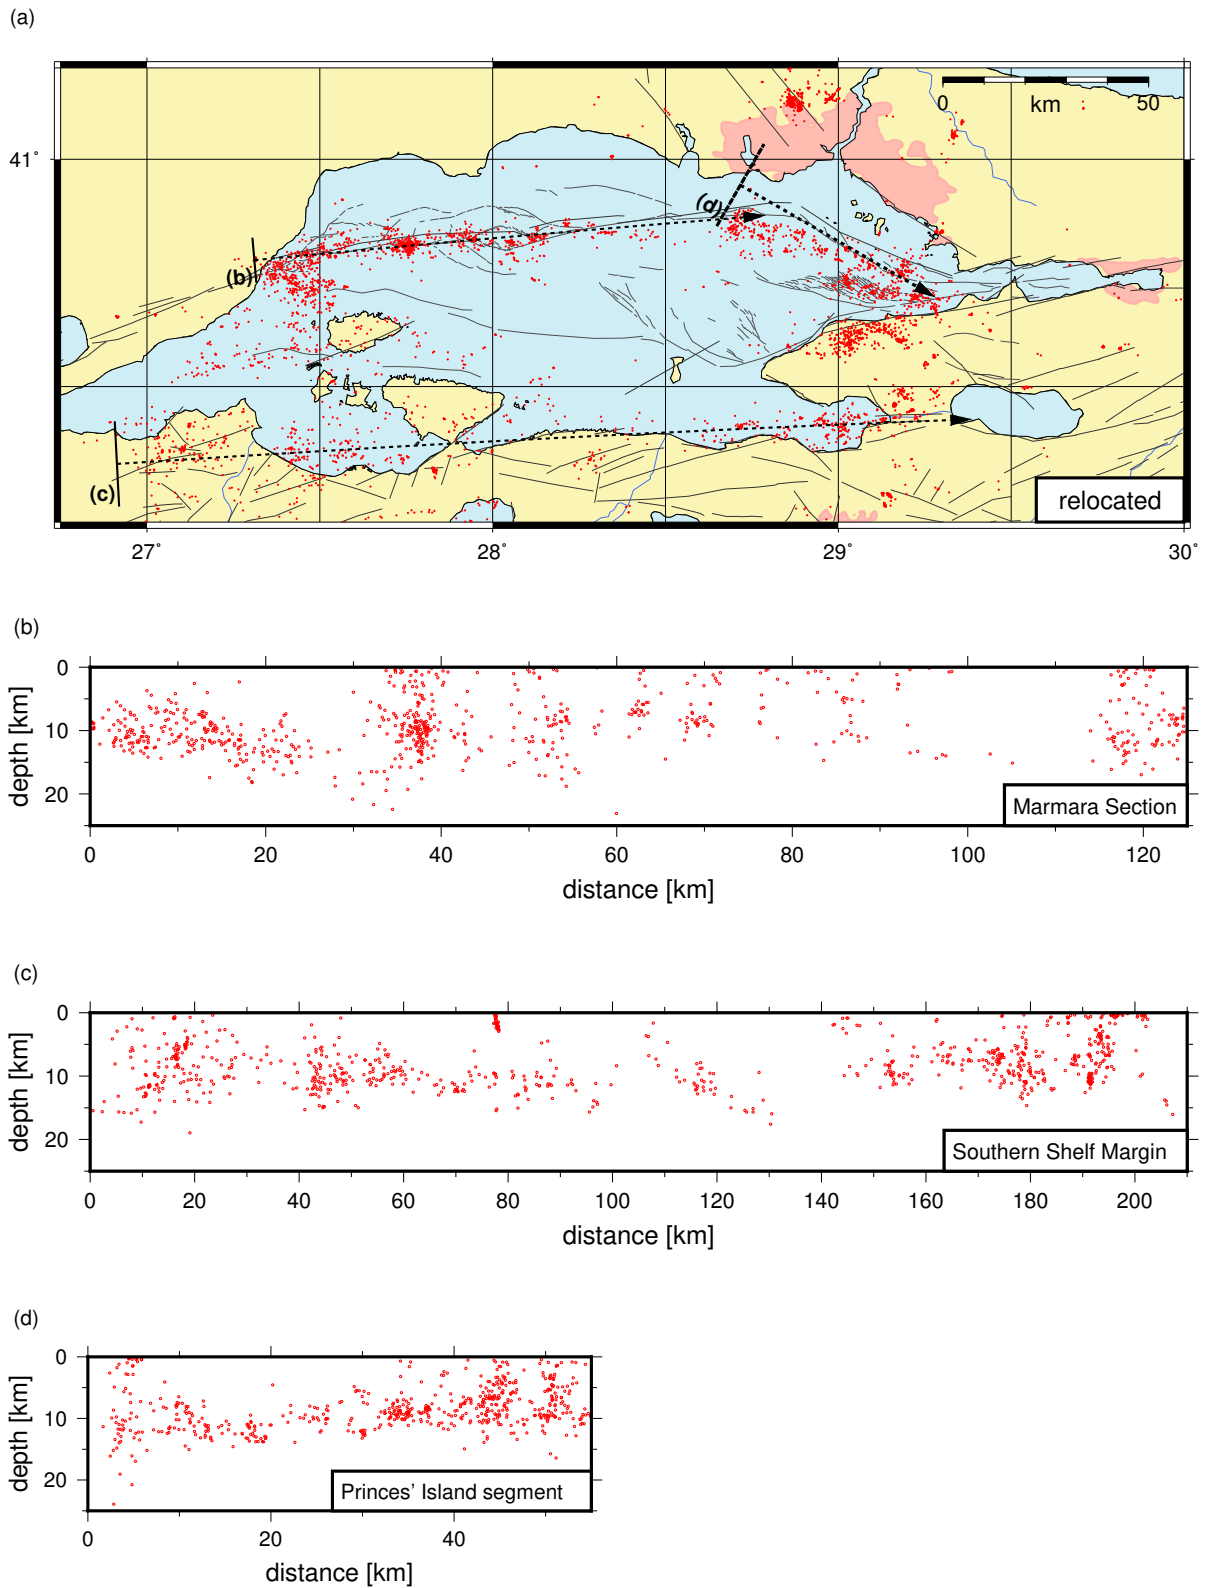 (a)
0 50
km
41°
(d)
(b)
(c)
relocated
27° 28° 29° 30°
(b)
0
10
20
depth [km]
Marmara Section
0 20 40 60 80 100 120
distance [km]
(c)
0
10
20
depth [km]
Southern Shelf Margin
0 20 40 60 80 100 120 140 160 180 200
distance [km]
(d)
0
10
20
depth [km]
Princes' Island segment
0 20 40
distance [km]